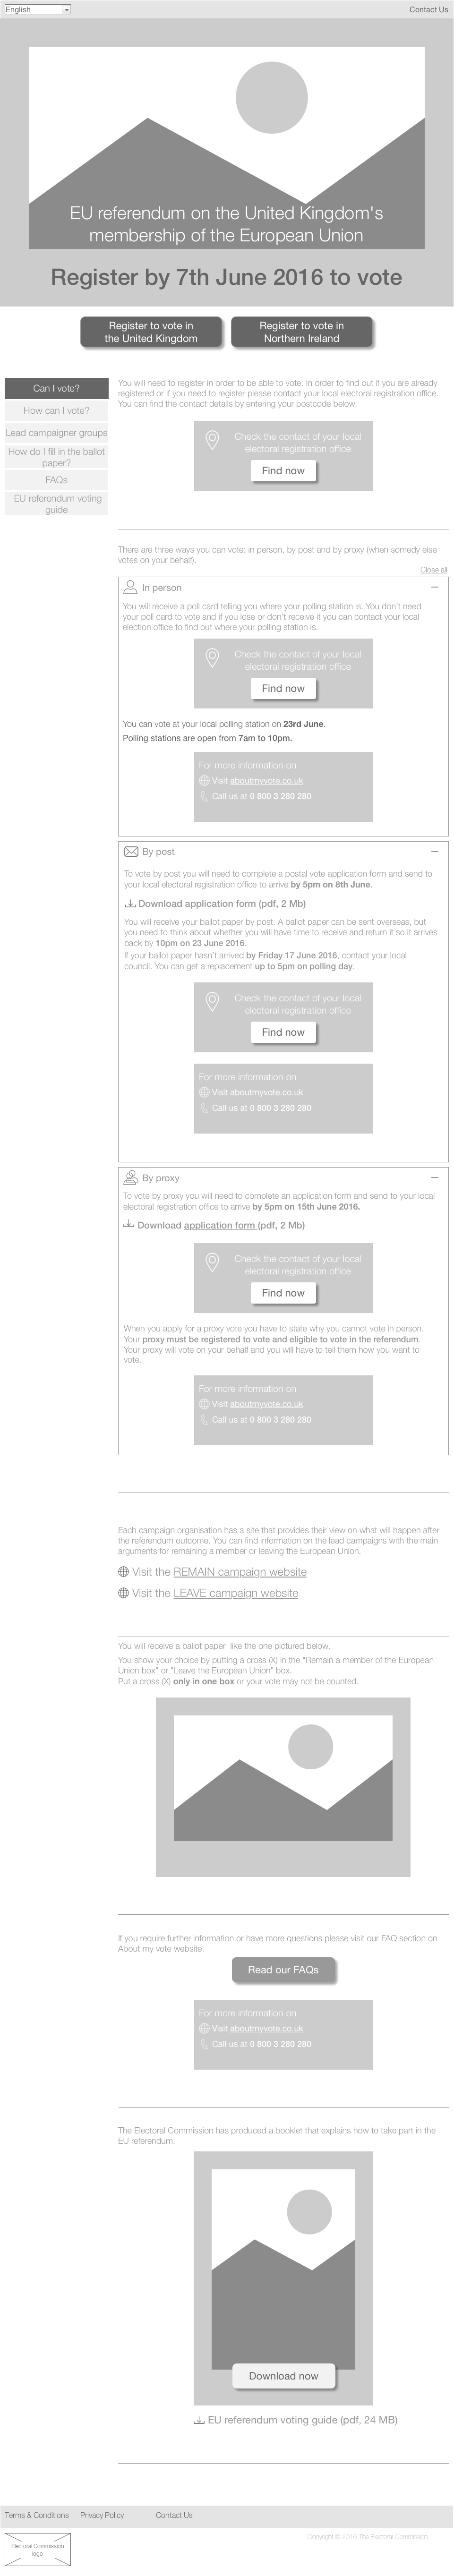 English
Contact Us
EU referendum on the United Kingdom's
membership of the European Union
Register by 7th June 2016 to vote
Register to vote in
the United Kingdom
Register to vote in
Northern Ireland
Can I vote?
How can I vote?
Lead campaigner groups
How do I fill in the ballot
paper?
FAQs
EU referendum voting
guide
You will need to register in order to be able to vote. In order to find out if you are already
registered or if you need to register please contact your local electoral registration office.
You can find the contact details by entering your postcode below.
Check the contact of your local
electoral registration office
Find now
There are three ways you can vote: in person, by post and by proxy (when somedy else
votes on your behalf).
Close all
In person
You will receive a poll card telling you where your polling station is. You don't need
your poll card to vote and if you lose or don't receive it you can contact your local
election office to find out where your polling station is.
Check the contact of your local
electoral registration office
Find now
You can vote at your local polling station on 23rd June.
Polling stations are open from 7am to 10pm.
For more information on
Visit aboutmyvote.co.uk
Call us at 0 800 3 280 280
By post
To vote by post you will need to complete a postal vote application form and send to
your local electoral registration office to arrive by 5pm on 8th June.
Download application form (pdf, 2 Mb)
You will receive your ballot paper by post. A ballot paper can be sent overseas, but
you need to think about whether you will have time to receive and return it so it arrives
back by 10pm on 23 June 2016.
If your ballot paper hasn't arrived by Friday 17 June 2016, contact your local
council. You can get a replacement up to 5pm on polling day.
Check the contact of your local
electoral registration office
Find now
For more information on
Visit aboutmyvote.co.uk
Call us at 0 800 3 280 280
By proxy
To vote by proxy you will need to complete an application form and send to your local
electoral registration office to arrive by 5pm on 15th June 2016.
Download application form (pdf, 2 Mb)
Check the contact of your local
electoral registration office
Find now
When you apply for a proxy vote you have to state why you cannot vote in person.
Your proxy must be registered to vote and eligible to vote in the referendum.
Your proxy will vote on your behalf and you will have to tell them how you want to
vote.
For more information on
Visit aboutmyvote.co.uk
Call us at 0 800 3 280 280
Each campaign organisation has a site that provides their view on what will happen after
the referendum outcome. You can find information on the lead campaigns with the main
arguments for remaining a member or leaving the European Union.
Visit the REMAIN campaign website
Visit the LEAVE campaign website
You will receive a ballot paper like the one pictured below.
You show your choice by putting a cross (X) in the "Remain a member of the European
Union box" or "Leave the European Union" box.
Put a cross (X) only in one box or your vote may not be counted.
If you require further information or have more questions please visit our FAQ section on
About my vote website.
Read our FAQs
For more information on
Visit aboutmyvote.co.uk
Call us at 0 800 3 280 280
The Electoral Commission has produced a booklet that explains how to take part in the
EU referendum.
Download now
EU referendum voting guide (pdf, 24 MB)
Terms & Conditions
Privacy Policy
Contact Us
Electoral Commission
logo
Copyright © 2016 The Electoral Commission